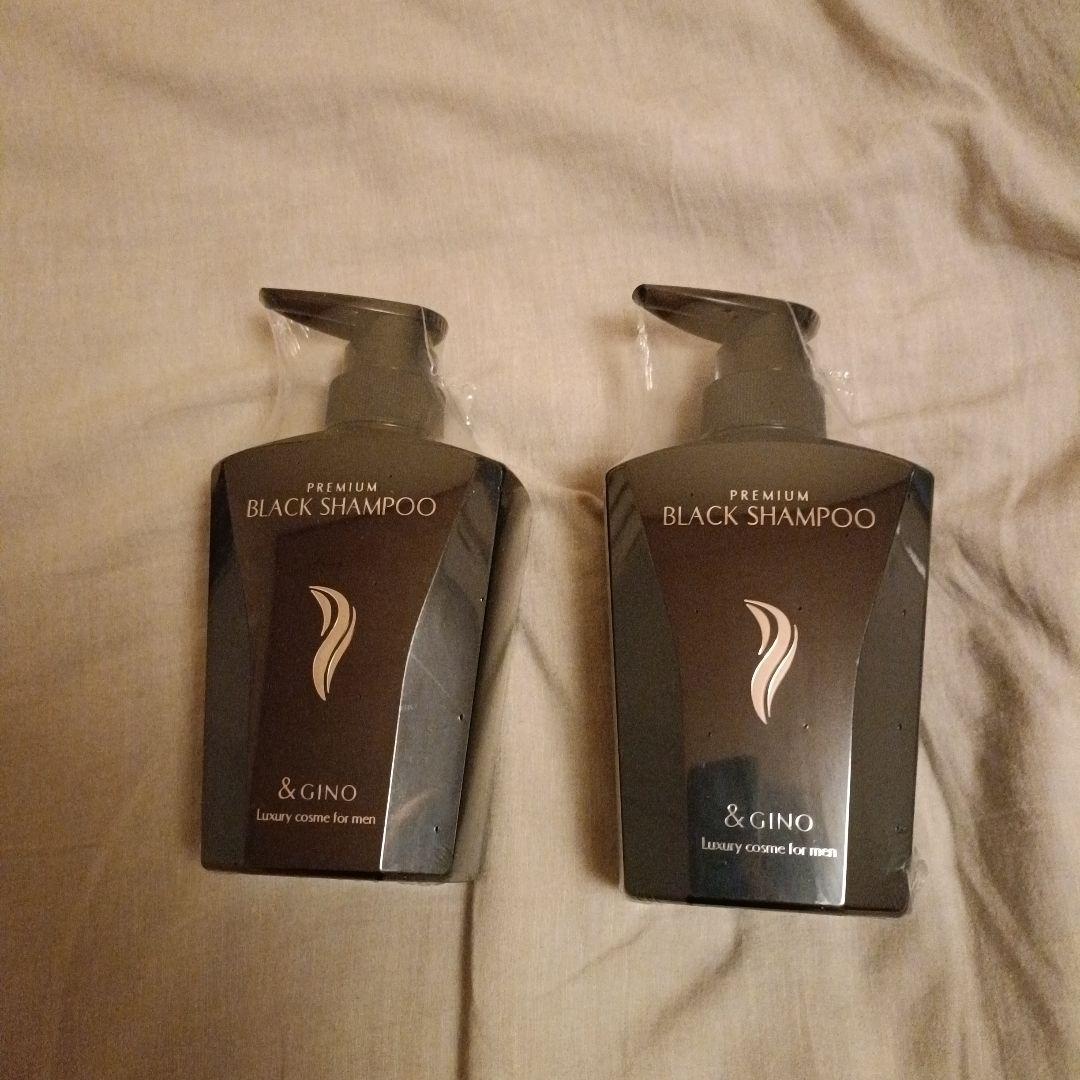 PREMIUM
BLACK SHAMPOO
&GINO
Luxury cosme for men
PREMIUM
BLACK SHAMPOO
&GINO
Luxury cosme for men